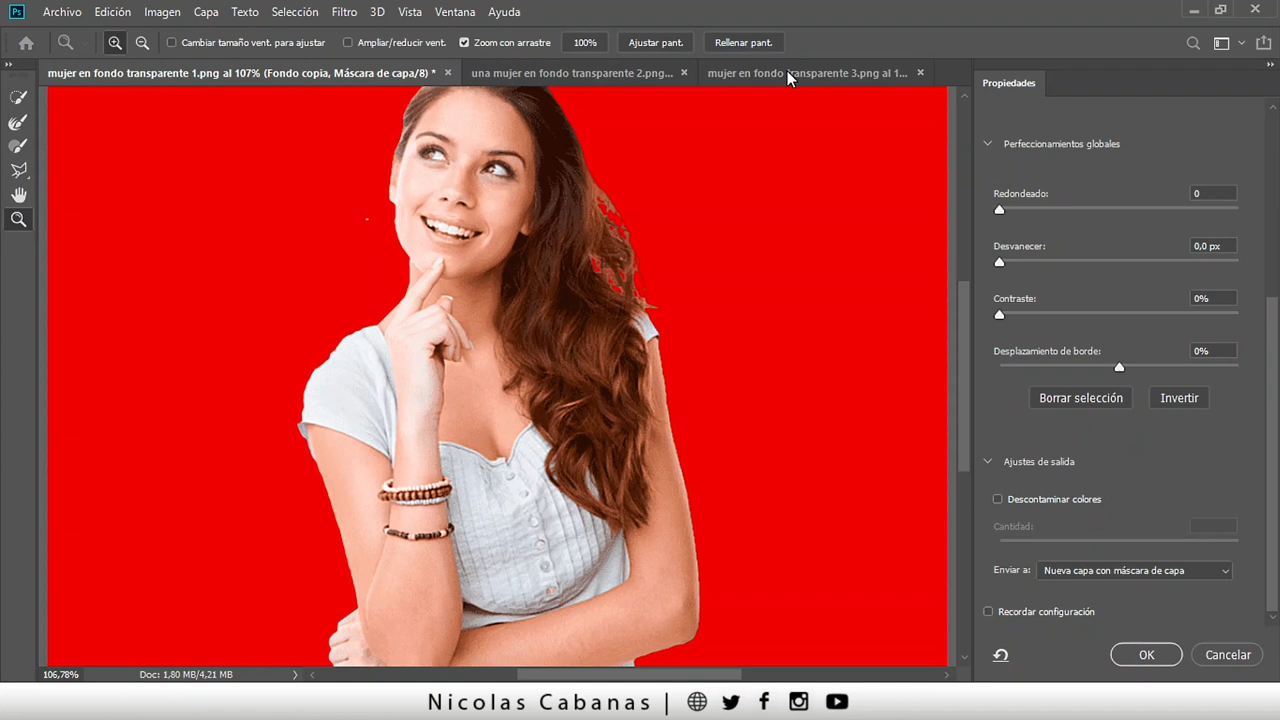 Ps Archivo Edición Imagen Capa Texto Selección Filtro 3D Vista Ventana Ayuda
Cambiar tamaño vent. para ajustar Ampliar/reducir vent. Zoom con arrastre 100% Ajustar pant. Rellenar pant.
mujer en fondo transparente 1.png al 107% (Fondo copia, Máscara de capa/8) * una mujer en fondo transparente 2.png... mujer en fondo transparente 3.png al 1...
Propiedades
Perfeccionamientos globales
Redondeado: 0
Desvanecer: 0,0 px
Contraste: 0%
Desplazamiento de borde: 0%
Borrar selección Invertir
Ajustes de salida
Descontaminar colores
Cantidad:
Enviar a: Nueva capa con máscara de capa
Recordar configuración
OK Cancelar
106,78% Doc: 1,80 MB/4,21 MB
Nicolas Cabanas |